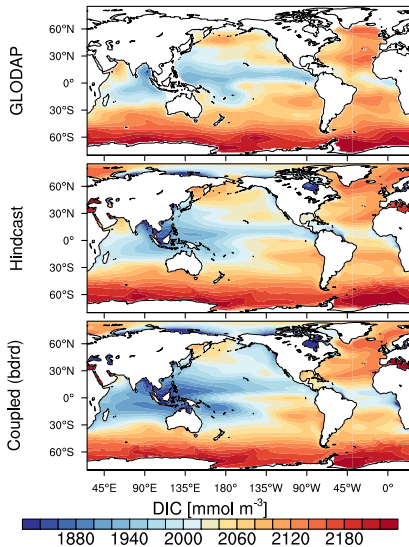 GLODAP
60°N
30°N
0°
30°S
60°S
Hindcast
60°N
30°N
0°
30°S
60°S
Coupled (bdrd)
60°N
30°N
0°
30°S
60°S
45°E 90°E 135°E 180° 135°W 90°W 45°W 0°
DIC [mmol m⁻³]
1880 1940 2000 2060 2120 2180